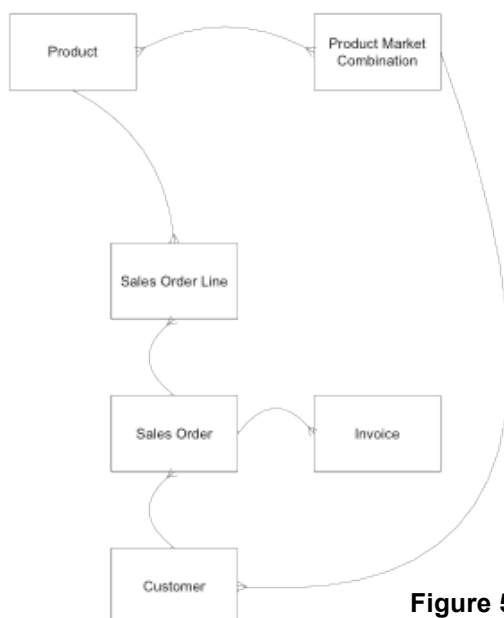 Product
Product Market
Combination
Sales Order Line
Sales Order
Invoice
Customer
Figure 5